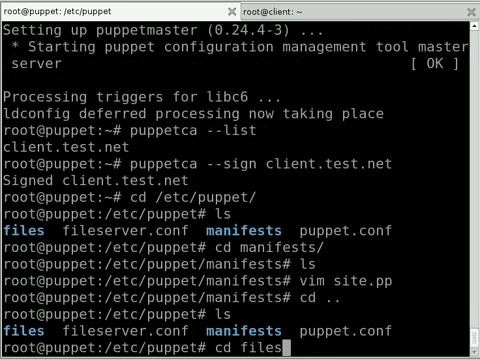 root@puppet: /etc/puppet
root@client: ~
Setting up puppetmaster (0.24.4-3) ...
 * Starting puppet configuration management tool master
 server [ OK ]
Processing triggers for libc6 ...
ldconfig deferred processing now taking place
root@puppet:~# puppetca --list
client.test.net
root@puppet:~# puppetca --sign client.test.net
Signed client.test.net
root@puppet:~# cd /etc/puppet/
root@puppet:/etc/puppet# ls
files  fileserver.conf  manifests  puppet.conf
root@puppet:/etc/puppet# cd manifests/
root@puppet:/etc/puppet/manifests# ls
root@puppet:/etc/puppet/manifests# vim site.pp
root@puppet:/etc/puppet/manifests# cd ..
root@puppet:/etc/puppet# ls
files  fileserver.conf  manifests  puppet.conf
root@puppet:/etc/puppet# cd files